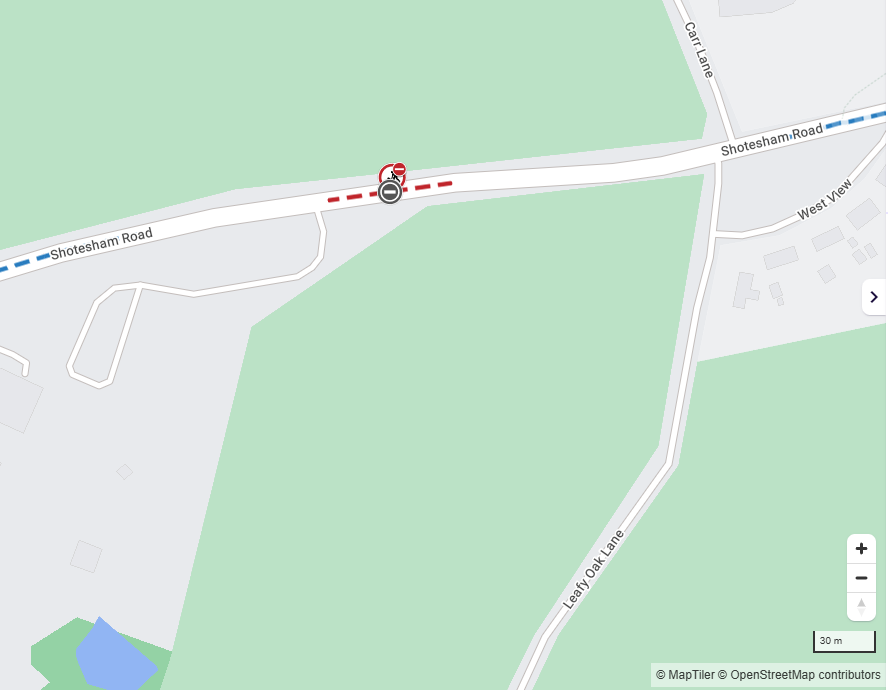 Carr Lane
Shotesham Road
West View
Shotesham Road
Leafy Oak Lane
30 m
© MapTiler © OpenStreetMap contributors